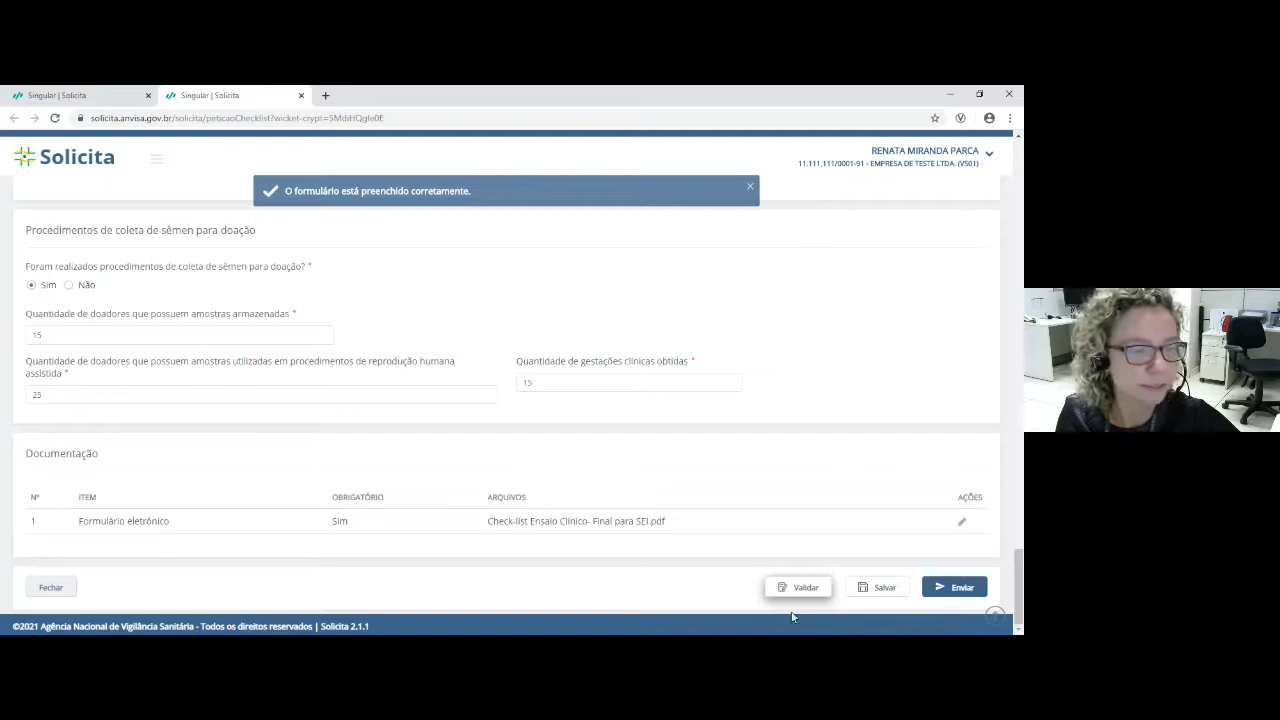 Singular | Solicita
Singular | Solicita
solicita.anvisa.gov.br/solicita/peticaoChecklist?wicket-crypt=5MdiHQgIe0E
Solicita
RENATA MIRANDA PARCA
11.111.111/0001-91 - EMPRESA DE TESTE LTDA. (VS01)
O formulário está preenchido corretamente.
Procedimentos de coleta de sêmen para doação
Foram realizados procedimentos de coleta de sêmen para doação? *
Sim Não
Quantidade de doadores que possuem amostras armazenadas *
15
Quantidade de doadores que possuem amostras utilizadas em procedimentos de reprodução humana
assistida *
25
Quantidade de gestações clínicas obtidas *
15
Documentação
Nº ITEM OBRIGATÓRIO ARQUIVOS AÇÕES
1 Formulário eletrônico Sim Check-list Ensaio Clínico- Final para SEI.pdf
Fechar Validar Salvar Enviar
©2021 Agência Nacional de Vigilância Sanitária - Todos os direitos reservados | Solicita 2.1.1